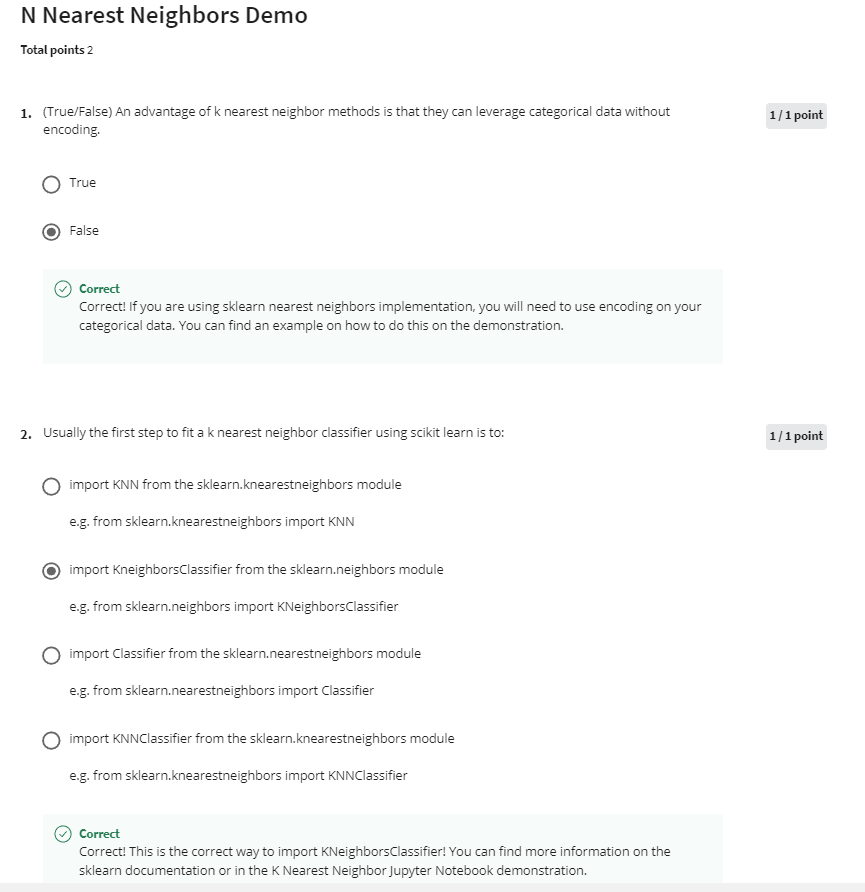 N Nearest Neighbors Demo
Total points 2
1. (True/False) An advantage of k nearest neighbor methods is that they can leverage categorical data without
encoding.
1 / 1 point
True
False
Correct
Correct! If you are using sklearn nearest neighbors implementation, you will need to use encoding on your
categorical data. You can find an example on how to do this on the demonstration.
2. Usually the first step to fit a k nearest neighbor classifier using scikit learn is to:
1 / 1 point
import KNN from the sklearn.knearestneighbors module
e.g. from sklearn.knearestneighbors import KNN
import KneighborsClassifier from the sklearn.neighbors module
e.g. from sklearn.neighbors import KNeighborsClassifier
import Classifier from the sklearn.nearestneighbors module
e.g. from sklearn.nearestneighbors import Classifier
import KNNClassifier from the sklearn.knearestneighbors module
e.g. from sklearn.knearestneighbors import KNNClassifier
Correct
Correct! This is the correct way to import KNeighborsClassifier! You can find more information on the
sklearn documentation or in the K Nearest Neighbor Jupyter Notebook demonstration.